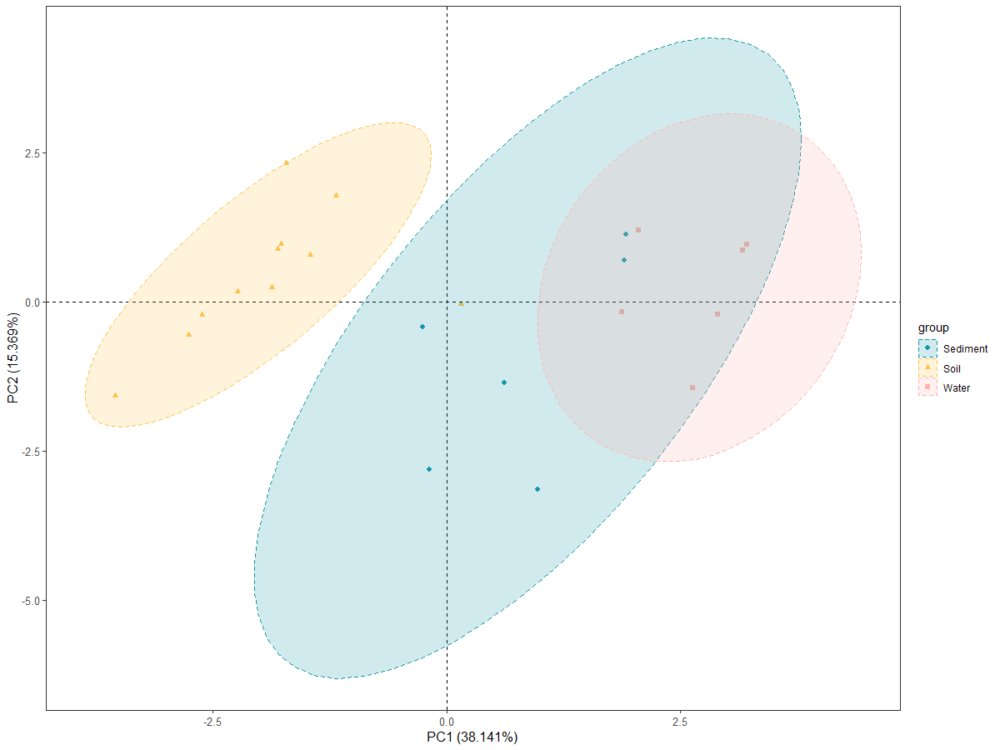 PC2 (15.369%)
2.5
0.0
-2.5
-5.0
-2.5
0.0
2.5
PC1 (38.141%)
group
Sediment
Soil
Water